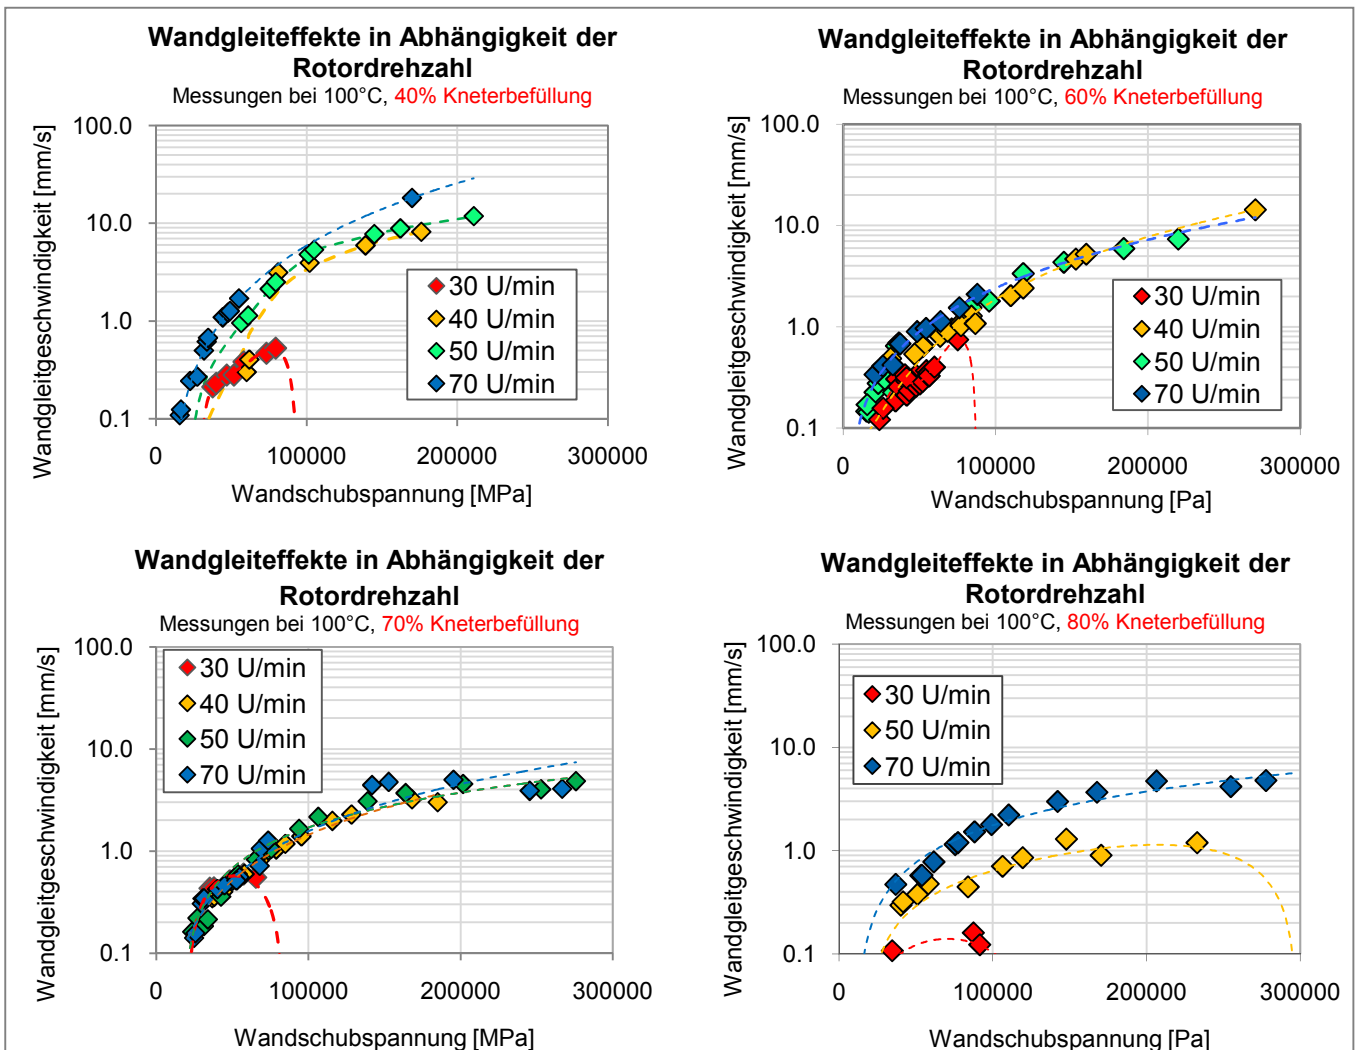 Wandgleiteffekte in Abhängigkeit der
Rotordrehzahl
Messungen bei 100°C, 40% Kneterbefüllung
Wandgleitgeschwindigkeit [mm/s]
100.0
10.0
1.0
0.1
30 U/min
40 U/min
50 U/min
70 U/min
0 100000 200000 300000
Wandschubspannung [MPa]
Wandgleiteffekte in Abhängigkeit der
Rotordrehzahl
Messungen bei 100°C, 60% Kneterbefüllung
Wandgleitgeschwindigkeit [mm/s]
100.0
10.0
1.0
0.1
30 U/min
40 U/min
50 U/min
70 U/min
0 100000 200000 300000
Wandschubspannung [Pa]
Wandgleiteffekte in Abhängigkeit der
Rotordrehzahl
Messungen bei 100°C, 70% Kneterbefüllung
Wandgleitgeschwindigkeit [mm/s]
100.0
10.0
1.0
0.1
30 U/min
40 U/min
50 U/min
70 U/min
0 100000 200000 300000
Wandschubspannung [MPa]
Wandgleiteffekte in Abhängigkeit der
Rotordrehzahl
Messungen bei 100°C, 80% Kneterbefüllung
Wandgleitgeschwindigkeit [mm/s]
100.0
10.0
1.0
0.1
30 U/min
50 U/min
70 U/min
0 100000 200000 300000
Wandschubspannung [Pa]